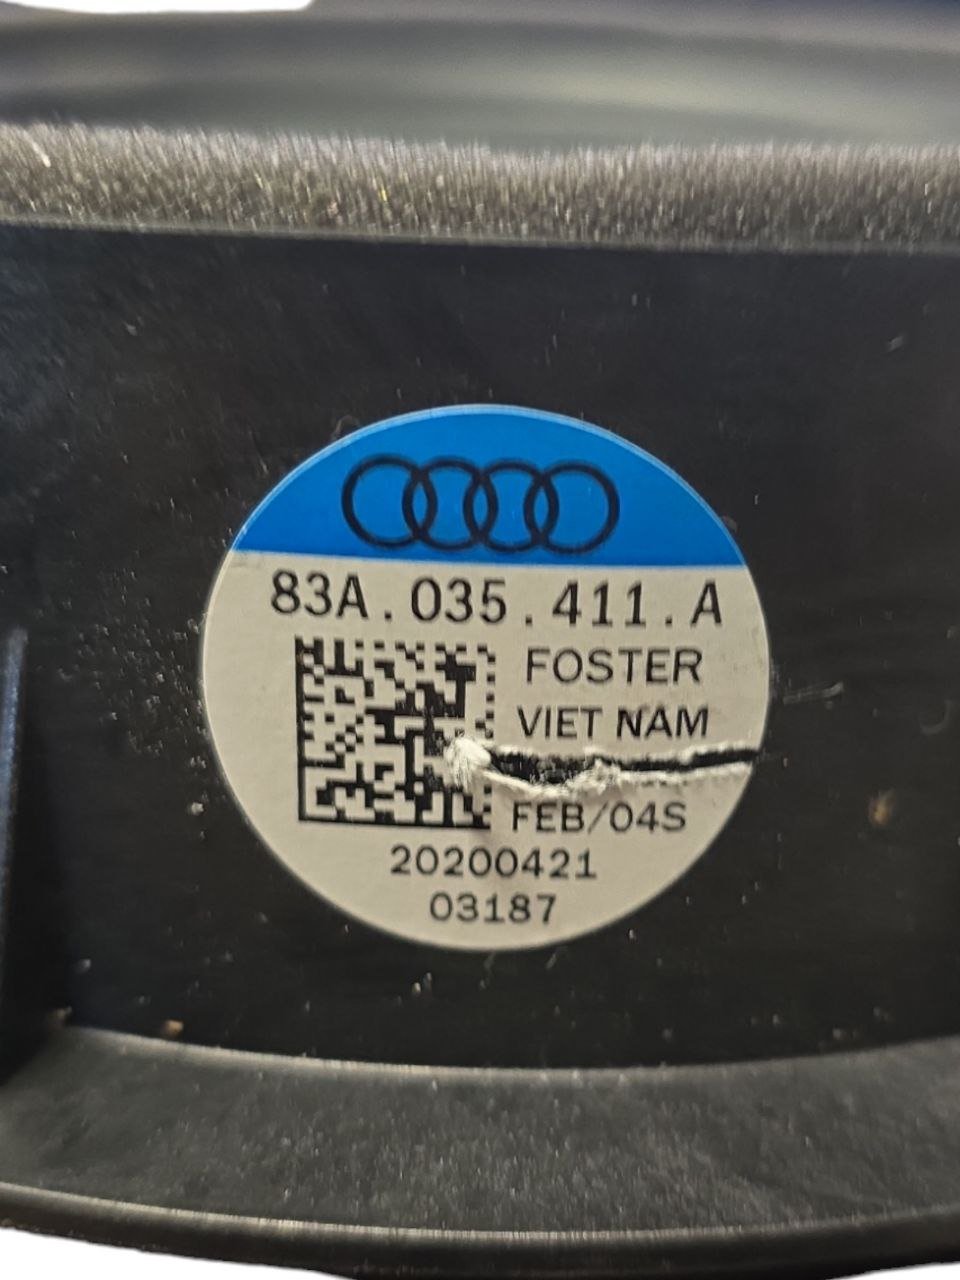 83A.035.411.A
FOSTER
VIET NAM
FEB/04S
20200421
03187